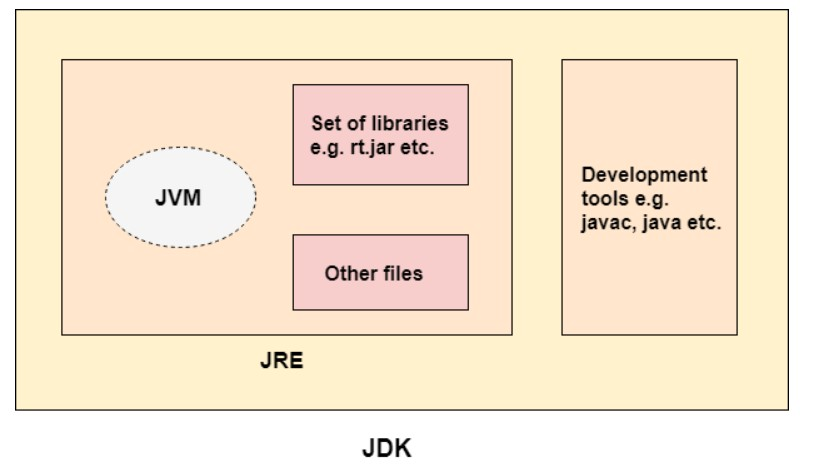 Set of libraries
e.g. rt.jar etc.
JVM
Other files
Development
tools e.g.
javac, java etc.
JRE
JDK